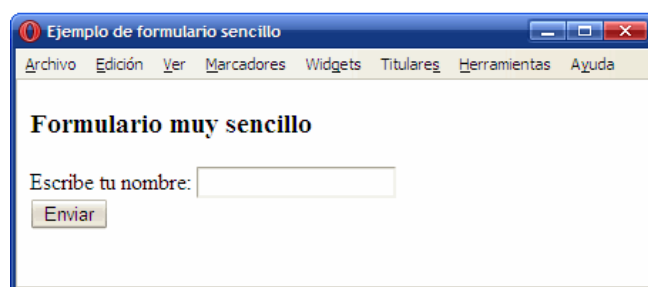 Ejemplo de formulario sencillo
Archivo Edición Ver Marcadores Widgets Titulares Herramientas Ayuda
Formulario muy sencillo
Escribe tu nombre:
Enviar